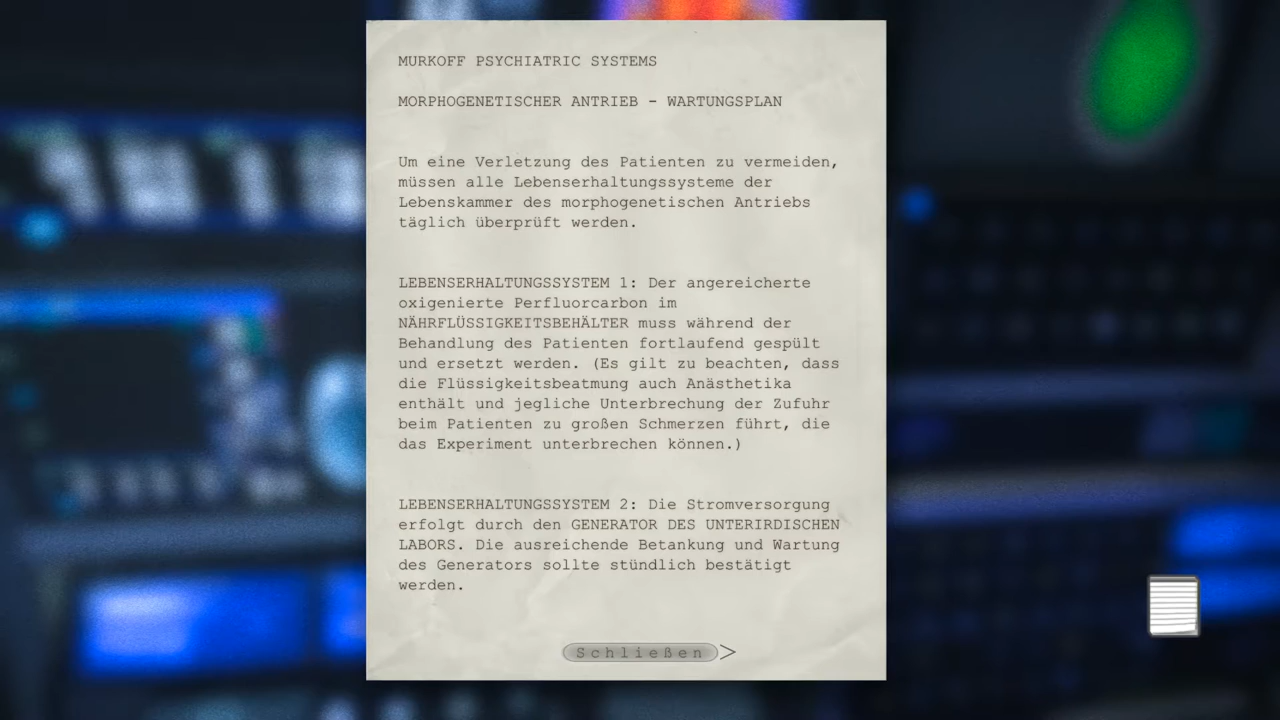 MURKOFF PSYCHIATRIC SYSTEMS
MORPHOGENETISCHER ANTRIEB - WARTUNGSPLAN
Um eine Verletzung des Patienten zu vermeiden,
müssen alle Lebenserhaltungssysteme der
Lebenskammer des morphogenetischen Antriebs
täglich überprüft werden.
LEBENSERHALTUNGSSYSTEM 1: Der angereicherte
oxigenierte Perfluorcarbon im
NÄHRFLÜSSIGKEITSBEHÄLTER muss während der
Behandlung des Patienten fortlaufend gespült
und ersetzt werden. (Es gilt zu beachten, dass
die Flüssigkeitsbeatmung auch Anästhetika
enthält und jegliche Unterbrechung der Zufuhr
beim Patienten zu großen Schmerzen führt, die
das Experiment unterbrechen können.)
LEBENSERHALTUNGSSYSTEM 2: Die Stromversorgung
erfolgt durch den GENERATOR DES UNTERIRDISCHEN
LABORS. Die ausreichende Betankung und Wartung
des Generators sollte stündlich bestätigt
werden.
Schließen >